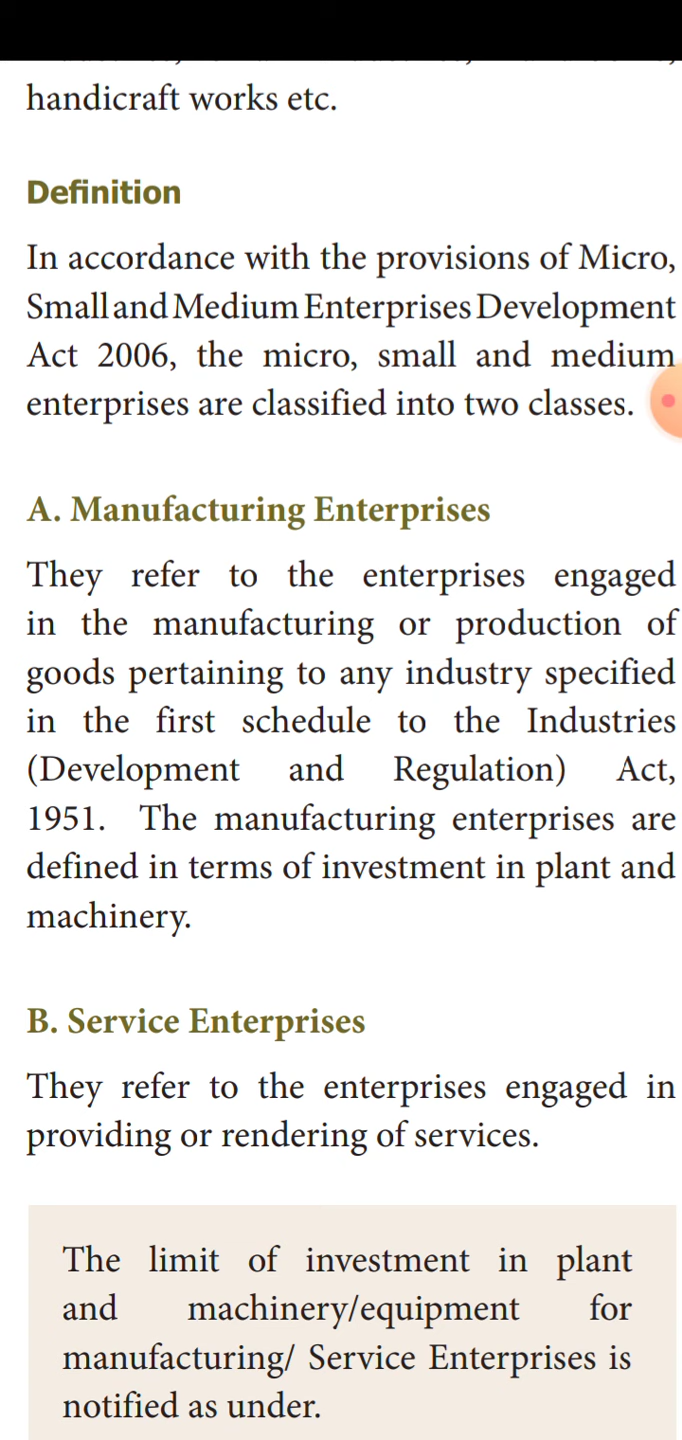 handicraft works etc.
Definition
In accordance with the provisions of Micro,
Small and Medium Enterprises Development
Act 2006, the micro, small and medium
enterprises are classified into two classes.
A. Manufacturing Enterprises
They refer to the enterprises engaged
in the manufacturing or production of
goods pertaining to any industry specified
in the first schedule to the Industries
(Development and Regulation) Act,
1951. The manufacturing enterprises are
defined in terms of investment in plant and
machinery.
B. Service Enterprises
They refer to the enterprises engaged in
providing or rendering of services.
The limit of investment in plant
and machinery/equipment for
manufacturing/ Service Enterprises is
notified as under.